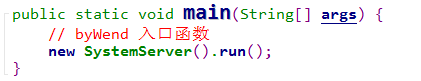 public static void main(String[] args) {
// byWend 入口函数
new SystemServer().run();
}